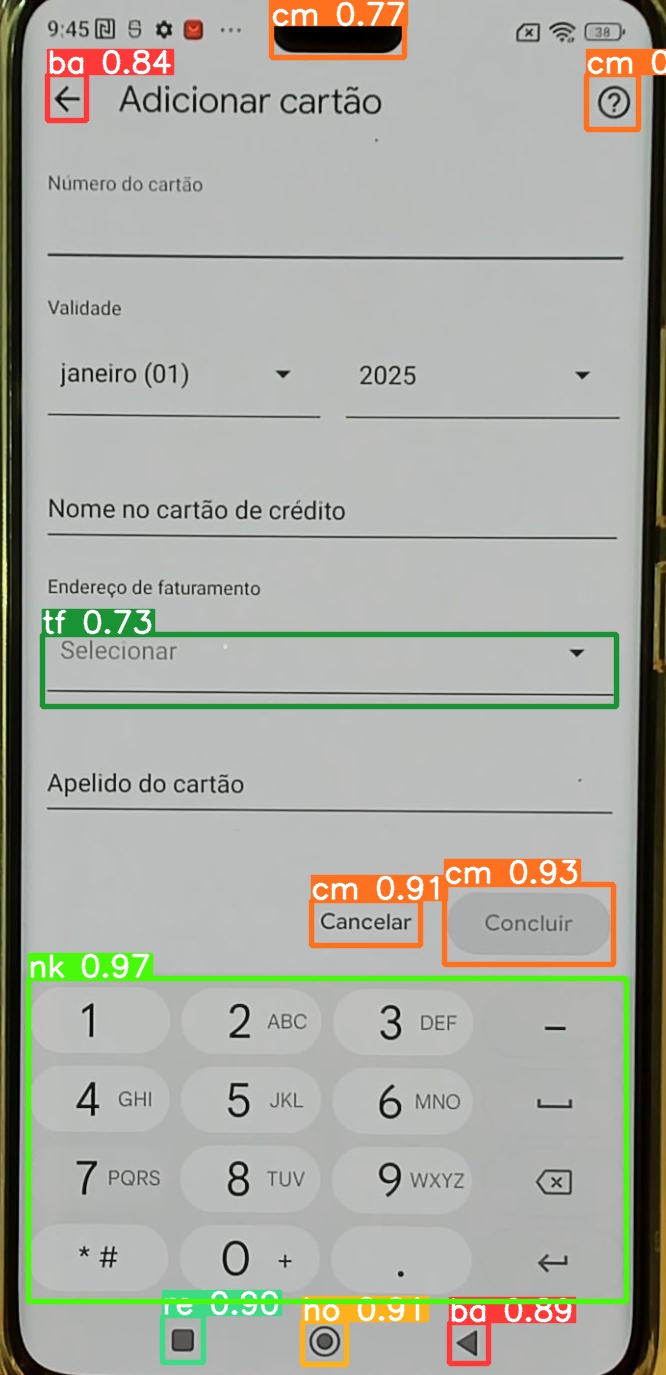 9:45 38
cm 0.77
ba 0.84
cm 0
Adicionar cartão
Número do cartão
Validade
janeiro (01) 2025
Nome no cartão de crédito
Endereço de faturamento
tf 0.73
Selecionar
Apelido do cartão
cm 0.91 cm 0.93
Cancelar Concluir
nk 0.97
1 2 ABC 3 DEF –
4 GHI 5 JKL 6 MNO
7 PQRS 8 TUV 9 WXYZ
* # 0 + .
re 0.90 ho 0.91 ba 0.89